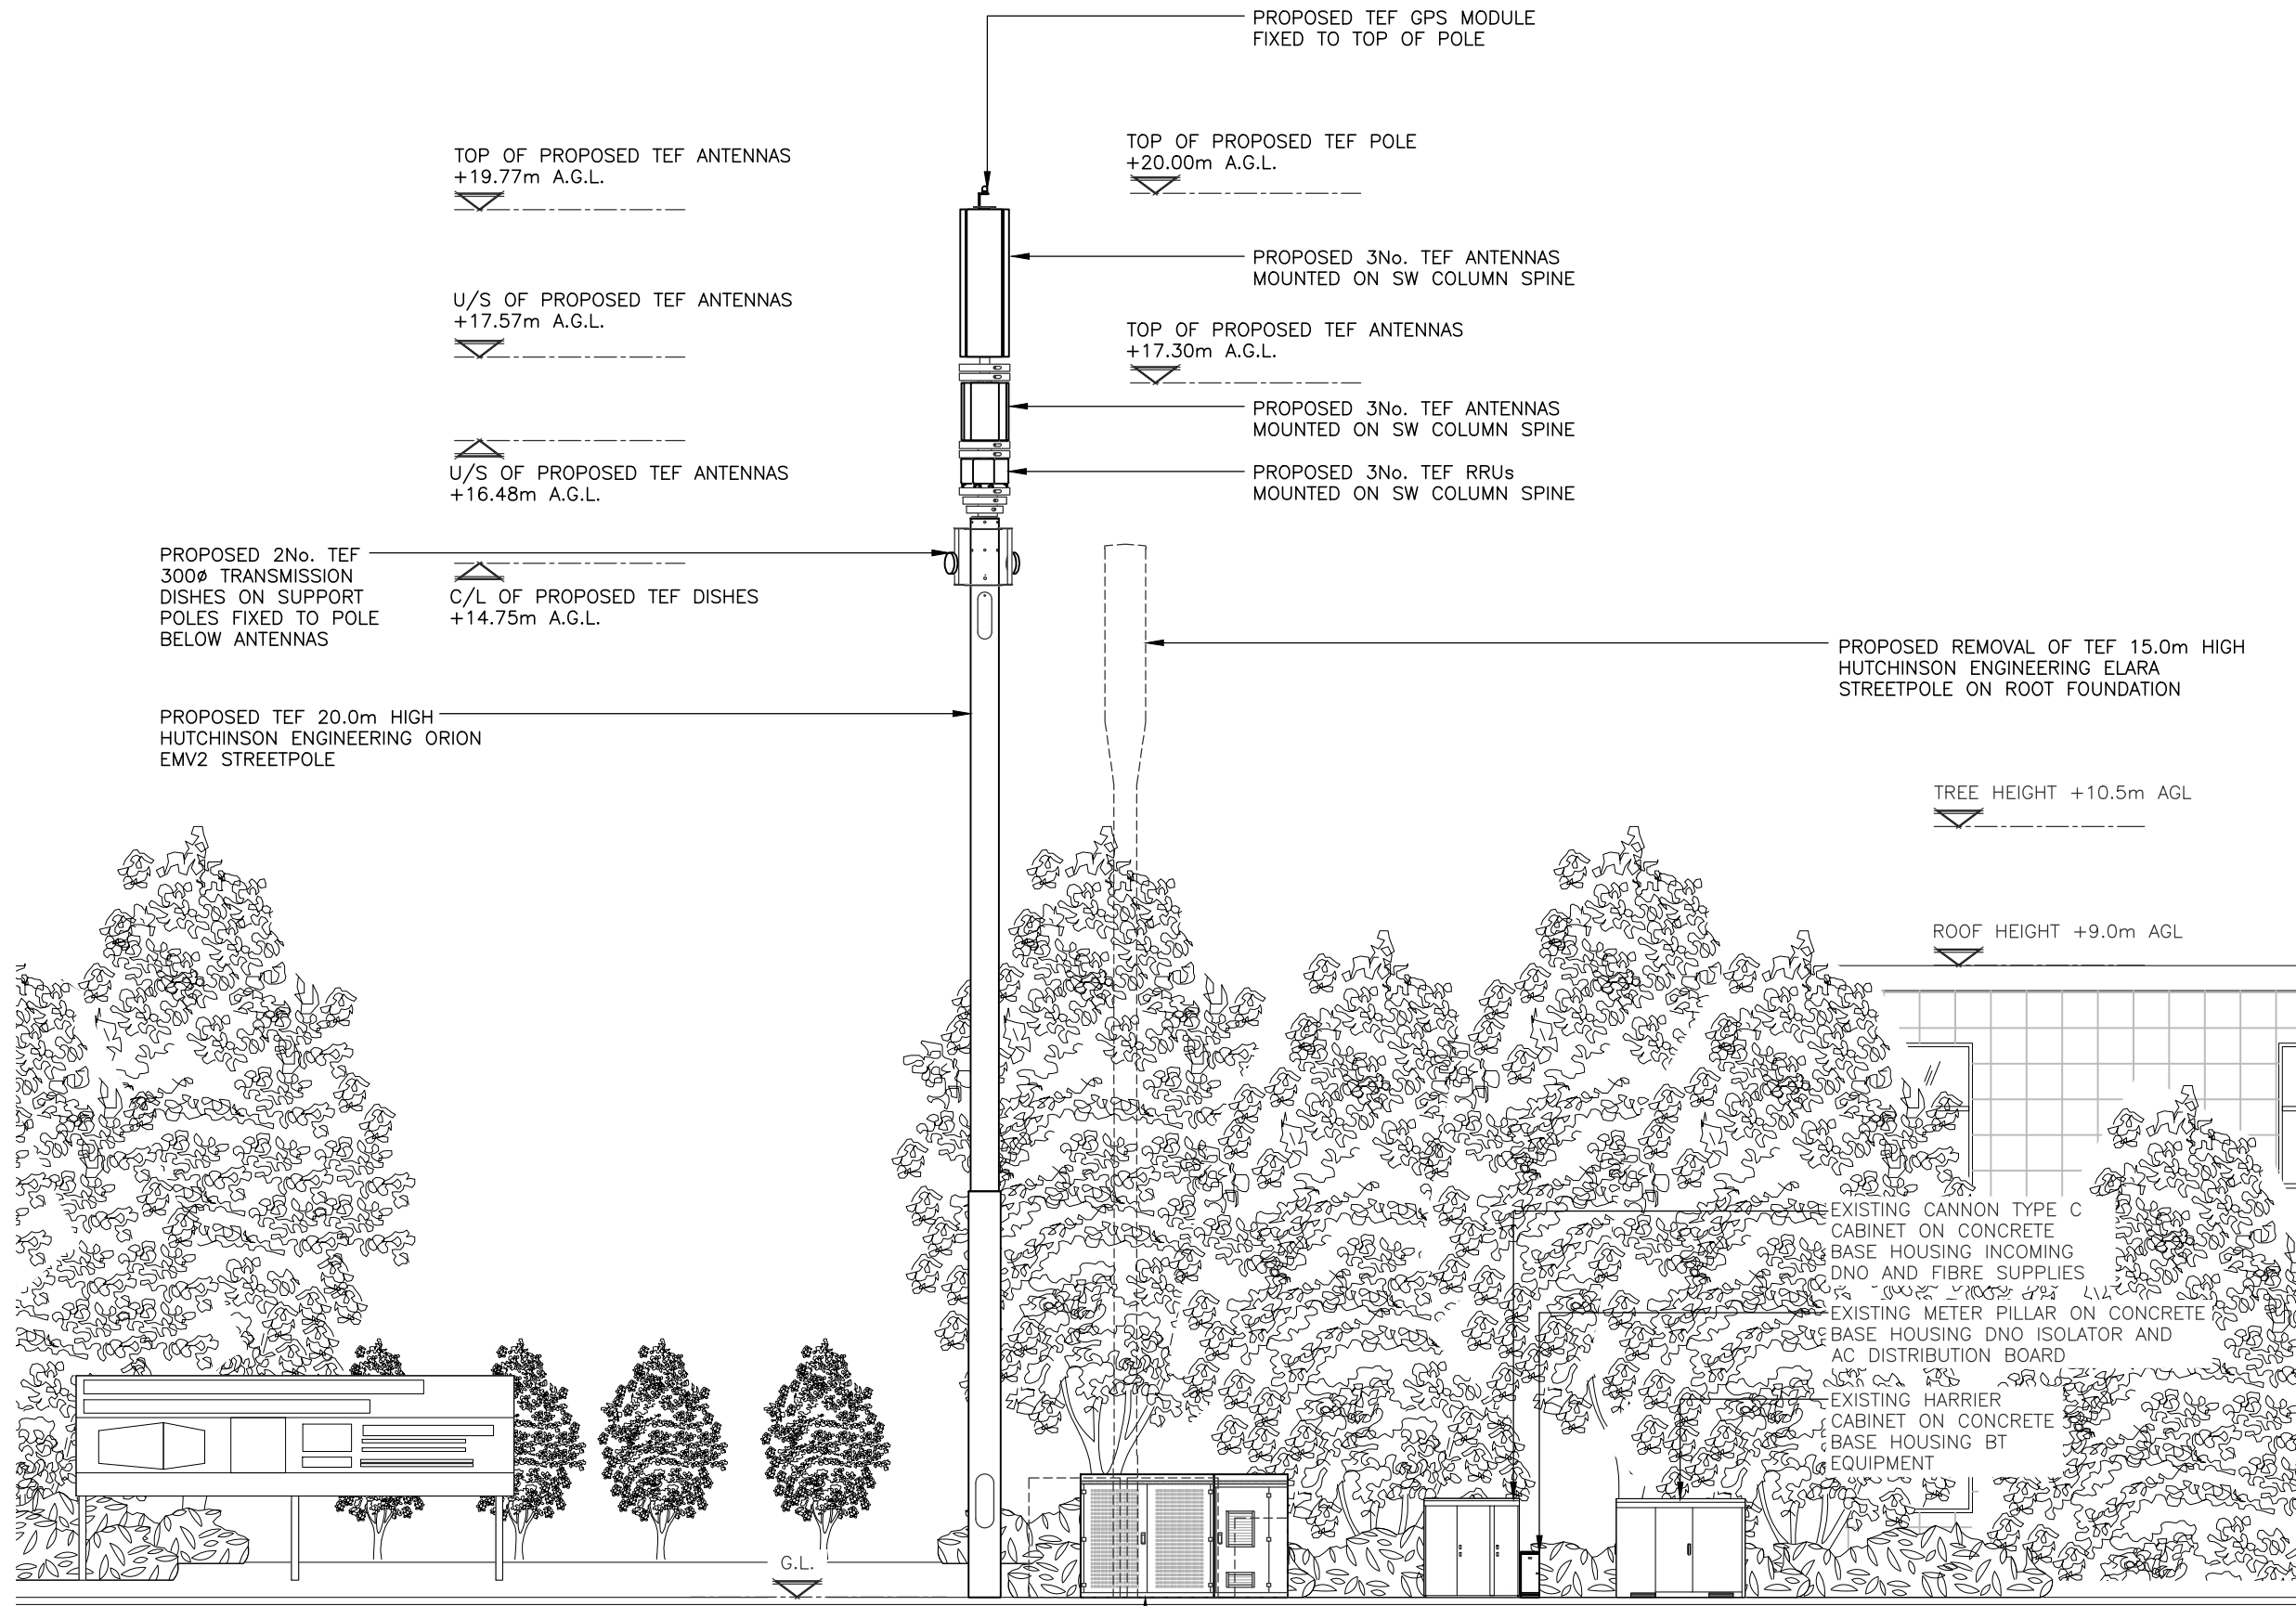 PROPOSED TEF GPS MODULE
FIXED TO TOP OF POLE
TOP OF PROPOSED TEF ANTENNAS
+19.77m A.G.L.
TOP OF PROPOSED TEF POLE
+20.00m A.G.L.
PROPOSED 3No. TEF ANTENNAS
MOUNTED ON SW COLUMN SPINE
U/S OF PROPOSED TEF ANTENNAS
+17.57m A.G.L.
TOP OF PROPOSED TEF ANTENNAS
+17.30m A.G.L.
PROPOSED 3No. TEF ANTENNAS
MOUNTED ON SW COLUMN SPINE
U/S OF PROPOSED TEF ANTENNAS
+16.48m A.G.L.
PROPOSED 3No. TEF RRUs
MOUNTED ON SW COLUMN SPINE
PROPOSED 2No. TEF
300ø TRANSMISSION
DISHES ON SUPPORT
POLES FIXED TO POLE
BELOW ANTENNAS
C/L OF PROPOSED TEF DISHES
+14.75m A.G.L.
PROPOSED REMOVAL OF TEF 15.0m HIGH
HUTCHINSON ENGINEERING ELARA
STREETPOLE ON ROOT FOUNDATION
PROPOSED TEF 20.0m HIGH
HUTCHINSON ENGINEERING ORION
EMV2 STREETPOLE
TREE HEIGHT +10.5m AGL
ROOF HEIGHT +9.0m AGL
EXISTING CANNON TYPE C
CABINET ON CONCRETE
BASE HOUSING INCOMING
DNO AND FIBRE SUPPLIES
EXISTING METER PILLAR ON CONCRETE
BASE HOUSING DNO ISOLATOR AND
AC DISTRIBUTION BOARD
EXISTING HARRIER
CABINET ON CONCRETE
BASE HOUSING BT
EQUIPMENT
G.L.